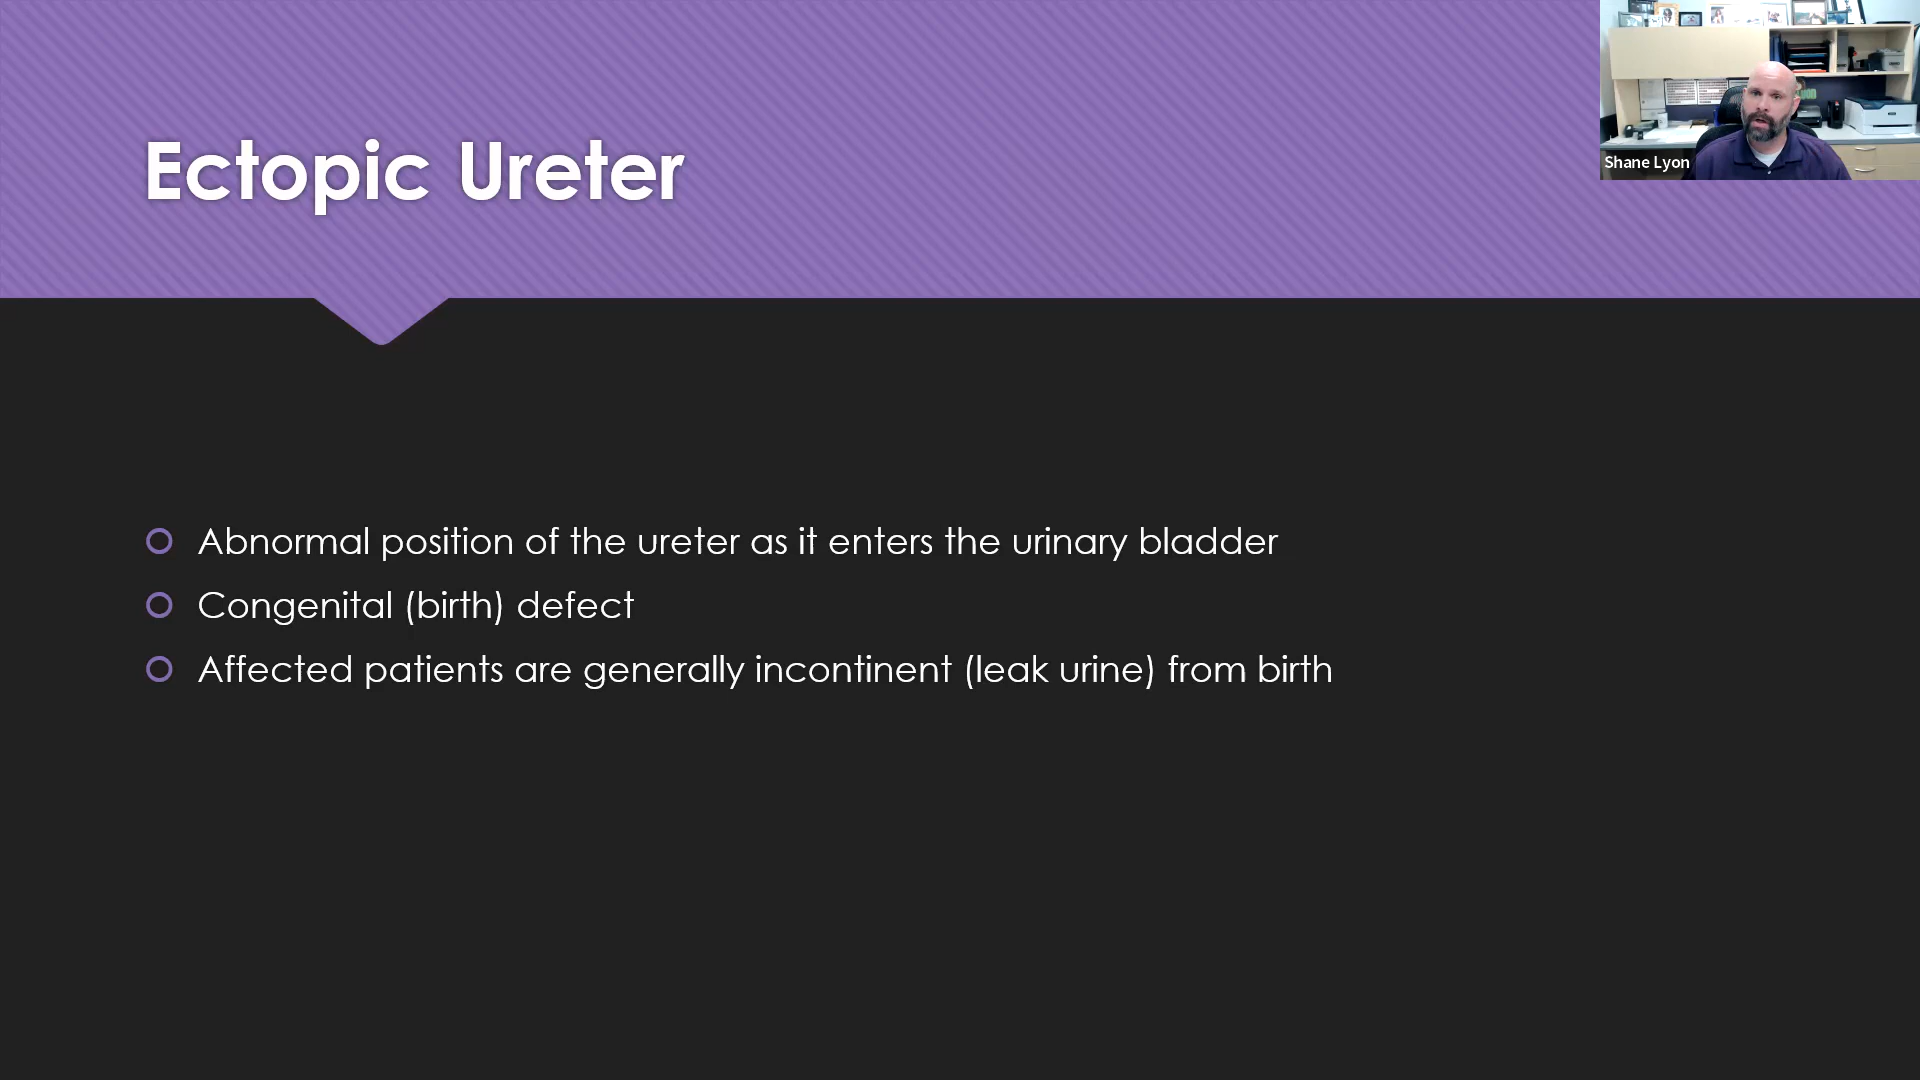 Ectopic Ureter
Shane Lyon
Abnormal position of the ureter as it enters the urinary bladder
Congenital (birth) defect
Affected patients are generally incontinent (leak urine) from birth